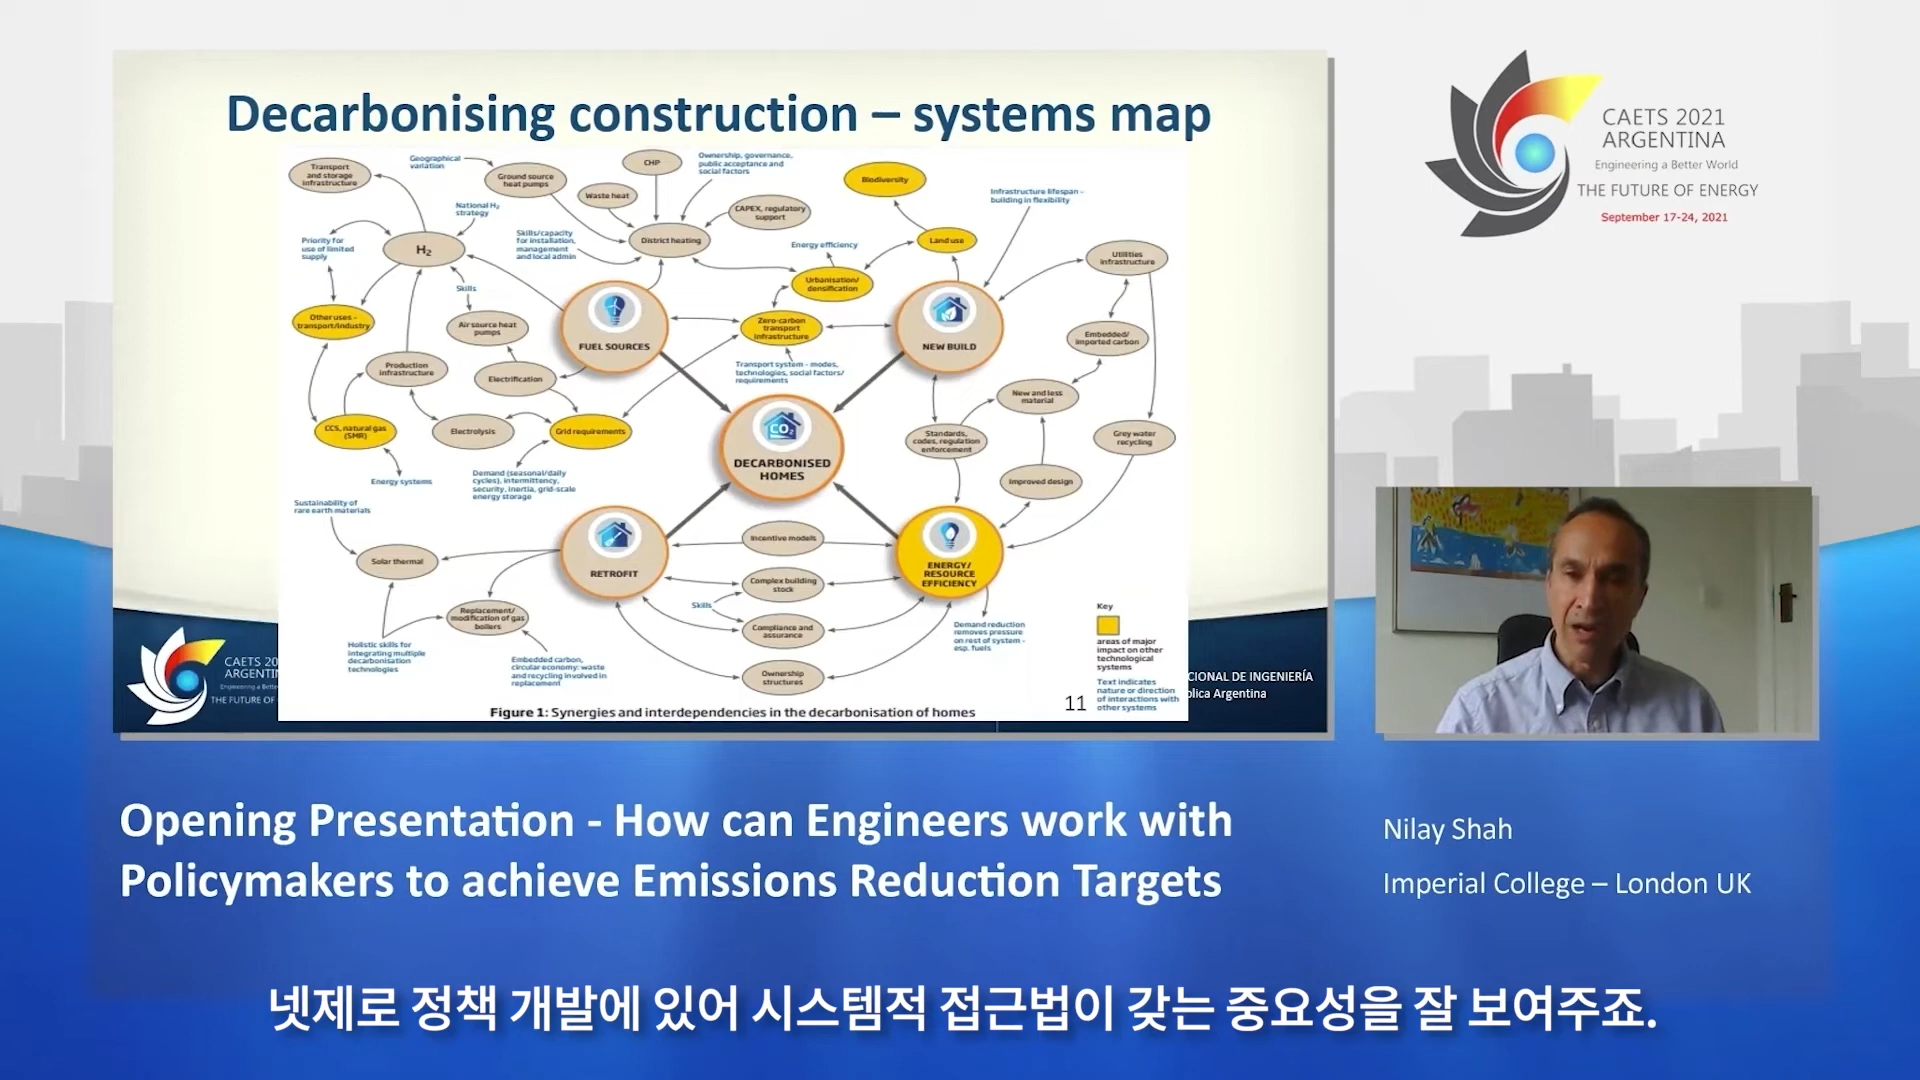 Decarbonising construction – systems map
Transport
and storage
infrastructure
Geographical
variation
Ground source
heat pumps
CHP
Waste heat
Ownership, governance,
public acceptance and
social factors
CAPEX, regulatory
support
Biodiversity
Infrastructure lifespan -
building in flexibility
National H₂
strategy
Priority for
use of limited
supply
H₂
Skills/capacity
for installation,
management
and local admin
District heating
Energy efficiency
Land use
Utilities
infrastructure
Skills
Urbanisation/
densification
Other uses -
transport/industry
Air source heat
pumps
FUEL SOURCES
Zero-carbon
transport
infrastructure
NEW BUILD
Embedded/
imported carbon
Production
infrastructure
Electrification
Transport system - modes,
technologies, social factors/
requirements
New and less
material
CCS, natural gas
(SMR)
Electrolysis
Grid requirements
CO₂
DECARBONISED
HOMES
Standards,
codes, regulation
enforcement
Grey water
recycling
Energy systems
Demand (seasonal/daily
cycles), intermittency,
security, inertia, grid-scale
energy storage
Improved design
Sustainability of
rare earth materials
Solar thermal
RETROFIT
Incentive models
ENERGY/
RESOURCE
EFFICIENCY
Complex building
stock
Skills
Replacement/
modification of gas
boilers
Compliance and
assurance
Demand reduction
removes pressure
on rest of system -
esp. fuels
Holistic skills for
integrating multiple
decarbonisation
technologies
Embedded carbon,
circular economy: waste
and recycling involved in
replacement
Ownership
structures
Key
areas of major
impact on other
technological
systems
Text indicates
nature or direction
of interactions with
other systems
11
Figure 1: Synergies and interdependencies in the decarbonisation of homes
CAETS 20
ARGENTIN
Engineering a Bette
THE FUTURE OF
CIONAL DE INGENIERÍA
blica Argentina
CAETS 2021
ARGENTINA
Engineering a Better World
THE FUTURE OF ENERGY
September 17-24, 2021
Opening Presentation - How can Engineers work with
Policymakers to achieve Emissions Reduction Targets
Nilay Shah
Imperial College – London UK
넷제로 정책 개발에 있어 시스템적 접근법이 갖는 중요성을 잘 보여주죠.